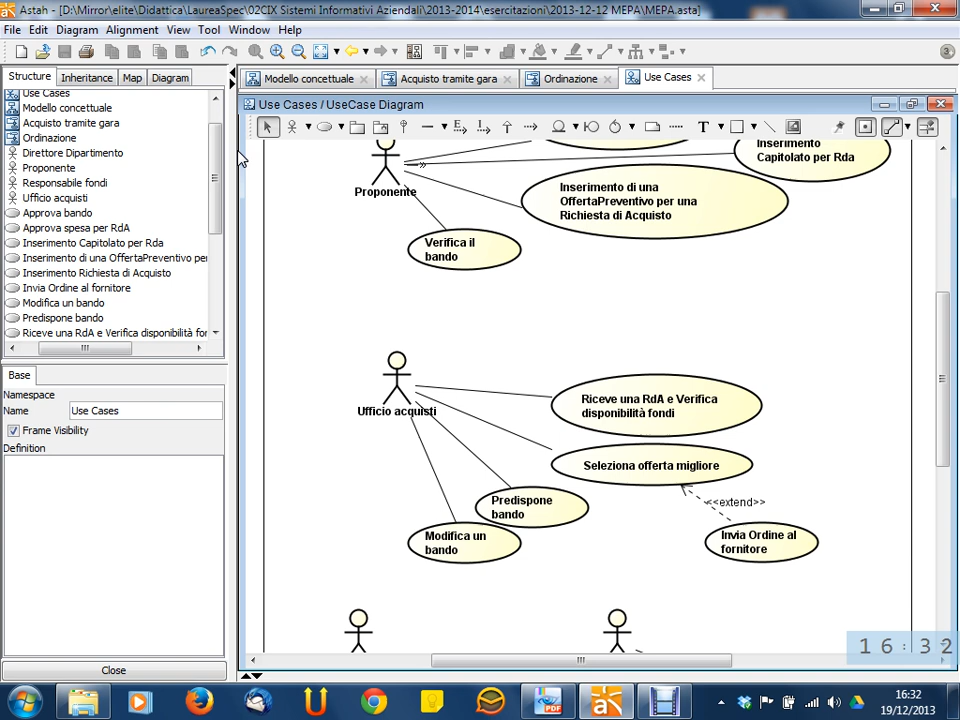 Astah - [D:\Mirror\elite\Didattica\LaureaSpec\02CIX Sistemi Informativi Aziendali\2013-2014\esercitazioni\2013-12-12 MEPA\MEPA.asta]
File Edit Diagram Alignment View Tool Window Help
3
Structure Inheritance Map Diagram
Modello concettuale Acquisto tramite gara Ordinazione Use Cases
Use Cases
Modello concettuale
Acquisto tramite gara
Ordinazione
Direttore Dipartimento
Proponente
Responsabile fondi
Ufficio acquisti
Approva bando
Approva spesa per RdA
Inserimento Capitolato per Rda
Inserimento di una OffertaPreventivo per
Inserimento Richiesta di Acquisto
Invia Ordine al fornitore
Modifica un bando
Predispone bando
Riceve una RdA e Verifica disponibilità
Base
Namespace
Name Use Cases
Frame Visibility
Definition
Close
Use Cases / UseCase Diagram
T
Inserimento
Capitolato per Rda
Proponente
Inserimento di una
OffertaPreventivo per una
Richiesta di Acquisto
Verifica il
bando
Ufficio acquisti
Riceve una RdA e Verifica
disponibilità fondi
Seleziona offerta migliore
Predispone
bando
<<extend>>
Modifica un
bando
Invia Ordine al
fornitore
16:32
PDF
16:32
19/12/2013